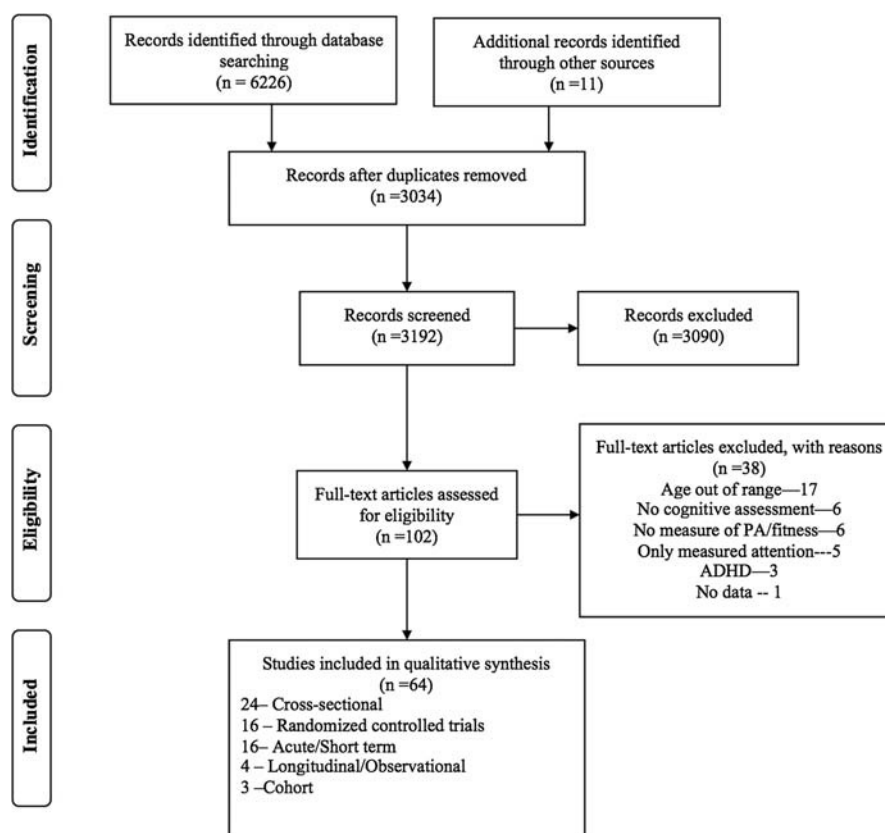 Identification
Records identified through database
searching
(n = 6226)
Additional records identified
through other sources
(n =11)
Records after duplicates removed
(n =3034)
Screening
Records screened
(n =3192)
Records excluded
(n =3090)
Eligibility
Full-text articles assessed
for eligibility
(n =102)
Full-text articles excluded, with reasons
(n =38)
Age out of range—17
No cognitive assessment—6
No measure of PA/fitness—6
Only measured attention---5
ADHD—3
No data -- 1
Included
Studies included in qualitative synthesis
(n =64)
24– Cross-sectional
16 – Randomized controlled trials
16– Acute/Short term
4 – Longitudinal/Observational
3 –Cohort